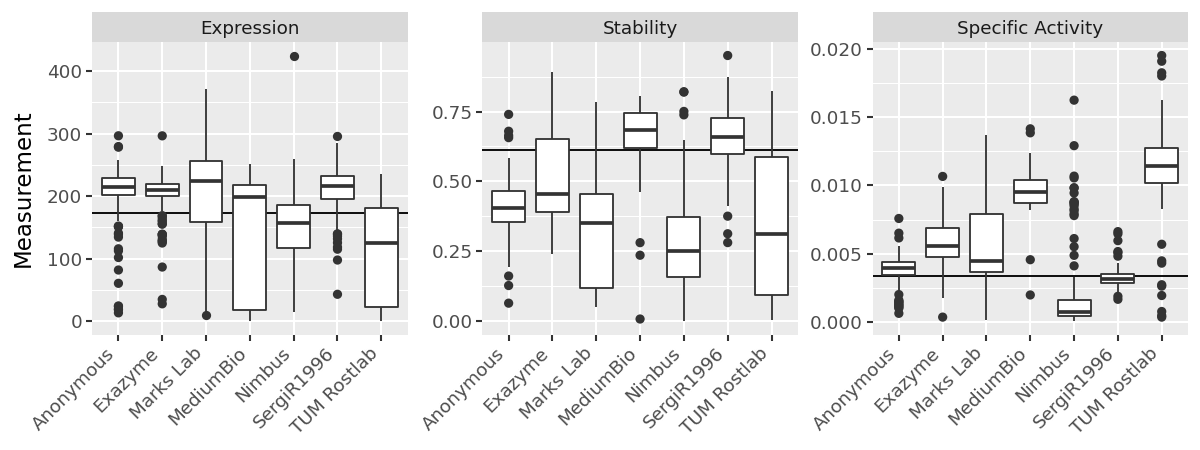 Expression
Stability
Specific Activity
Measurement
400
300
200
100
0
0.75
0.50
0.25
0.00
0.020
0.015
0.010
0.005
0.000
Anonymous
Exazyme
Marks Lab
MediumBio
Nimbus
SergiR1996
TUM Rostlab
Anonymous
Exazyme
Marks Lab
MediumBio
Nimbus
SergiR1996
TUM Rostlab
Anonymous
Exazyme
Marks Lab
MediumBio
Nimbus
SergiR1996
TUM Rostlab